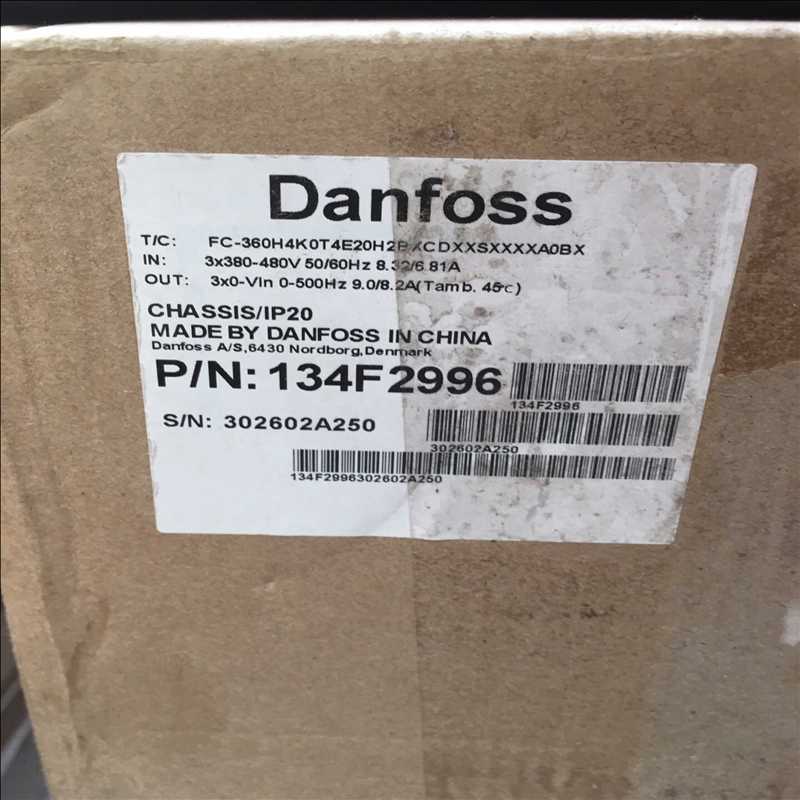 Danfoss
T/C: FC-360H4K0T4E20H2BXCDXXSXXXXA0BX
IN: 3x380-480V 50/60Hz 8.32/6.81A
OUT: 3x0-Vin 0-500Hz 9.0/8.2A(Tamb. 45℃)
CHASSIS/IP20
MADE BY DANFOSS IN CHINA
Danfoss A/S,6430 Nordborg,Denmark
P/N: 134F2996
134F2996
S/N: 302602A250
302602A250
134F2996302602A250